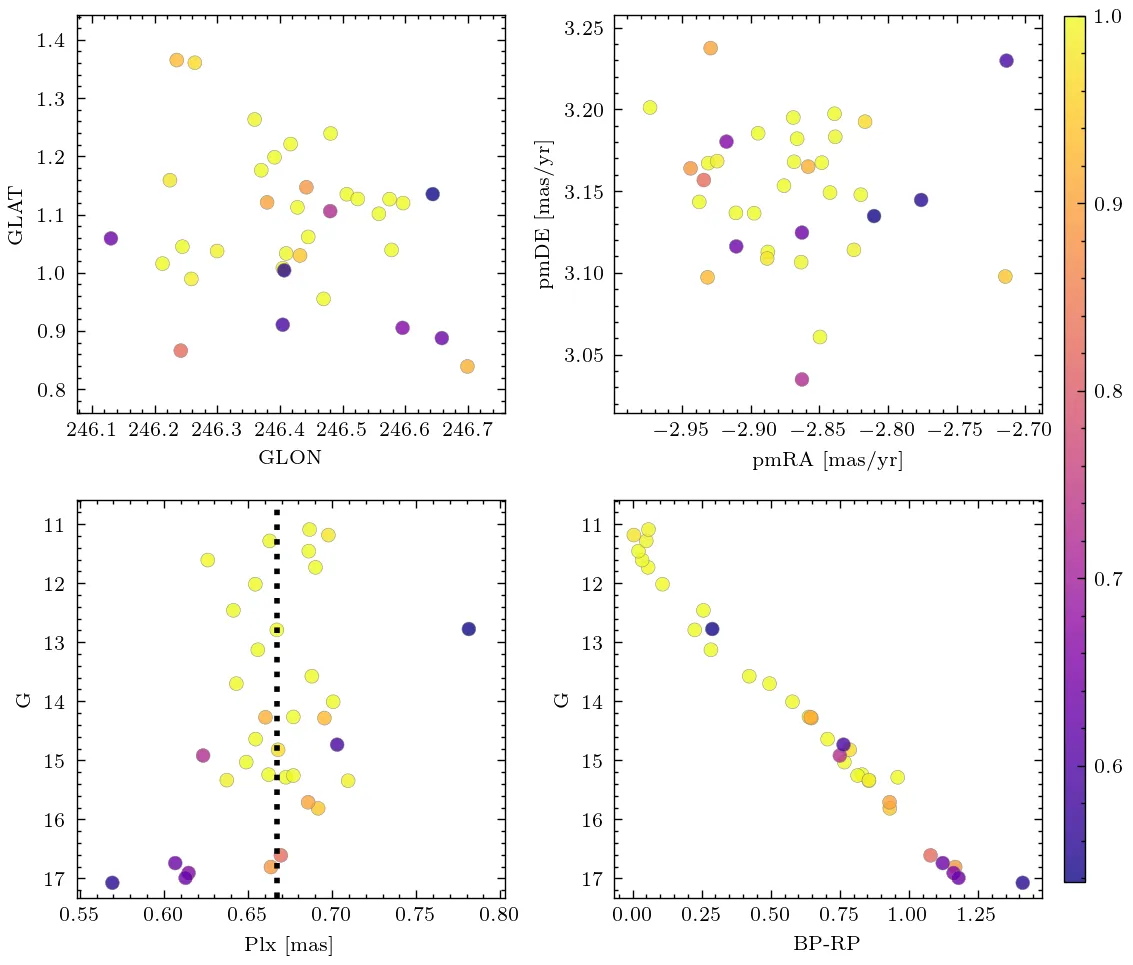 1.4
1.3
1.2
1.1
1.0
0.9
0.8
GLAT
246.1 246.2 246.3 246.4 246.5 246.6 246.7
GLON
3.25
3.20
3.15
3.10
3.05
pmDE [mas/yr]
−2.95 −2.90 −2.85 −2.80 −2.75 −2.70
pmRA [mas/yr]
1.0
0.9
0.8
0.7
0.6
11
12
13
14
15
16
17
G
0.55 0.60 0.65 0.70 0.75 0.80
Plx [mas]
11
12
13
14
15
16
17
G
0.00 0.25 0.50 0.75 1.00 1.25
BP-RP